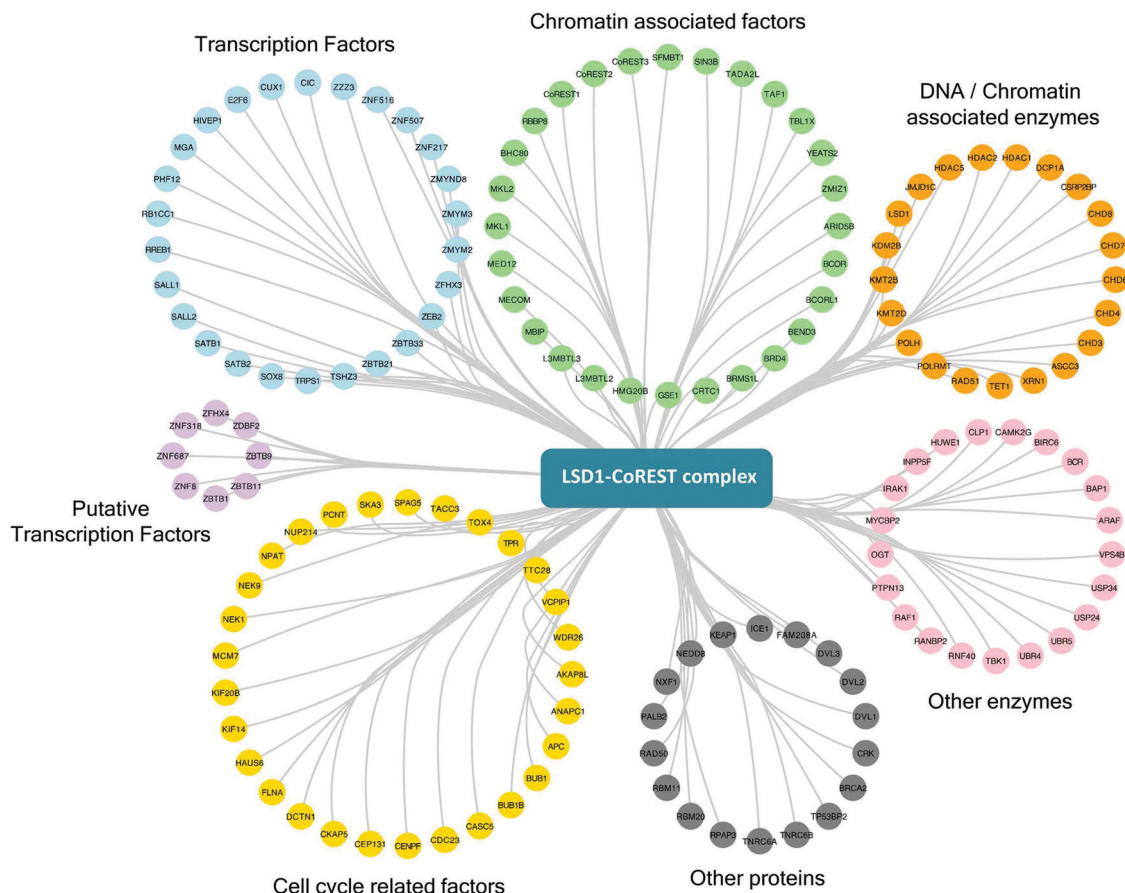 Chromatin associated factors
Transcription Factors
DNA / Chromatin
associated enzymes
CIC
ZZZ3
ZNF516
ZNF507
ZNF217
ZMYND8
ZMYM3
ZMYM2
ZFHX3
ZEB2
ZBTB33
ZBTB21
TSHZ3
TRPS1
SOX8
SATB2
SATB1
SALL2
SALL1
RREB1
RB1CC1
PHF12
MGA
HIVEP1
E2F6
CUX1
SFMBT1
SIN3B
TADA2L
TAF1
TBL1X
YEATS2
ZMIZ1
ARID5B
BCOR
BCORL1
BEND3
BRD4
BRMS1L
CRTC1
GSE1
HMG20B
L3MBTL2
L3MBTL3
MBIP
MECOM
MED12
MKL1
MKL2
BHC80
RBBP8
CoREST1
CoREST2
CoREST3
HDAC2
HDAC1
DCP1A
CSRP2BP
CHD8
CHD7
CHD6
CHD4
CHD3
ASCC3
XRN1
TET1
RAD51
POLRMT
POLH
KMT2D
KMT2B
KDM2B
LSD1
JMJD1C
HDAC5
LSD1-CoREST complex
ZFHX4
ZDBF2
ZBTB9
ZBTB11
ZBTB1
ZNF8
ZNF687
ZNF318
Putative
Transcription Factors
CLP1
CAMK2G
BIRC6
BCR
BAP1
ARAF
VPS4B
USP34
USP24
UBR5
UBR4
TBK1
RNF40
RANBP2
RAF1
PTPN13
OGT
MYCBP2
IRAK1
INPP5F
HUWE1
Other enzymes
SPAG5
TACC3
TOX4
TPR
TTC28
VCPIP1
WDR26
AKAP8L
ANAPC1
APC
BUB1
BUB1B
CASC5
CDC23
CENPF
CEP131
CKAP5
DCTN1
FLNA
HAUS6
KIF14
KIF20B
MCM7
NEK1
NEK9
NPAT
NUP214
PCNT
SKA3
Cell cycle related factors
ICE1
FAM208A
DVL3
DVL2
DVL1
CRK
BRCA2
TP53BP2
TNRC6B
TNRC6A
RPAP3
RBM20
RBM11
RAD50
PALB2
NXF1
NEDD8
KEAP1
Other proteins